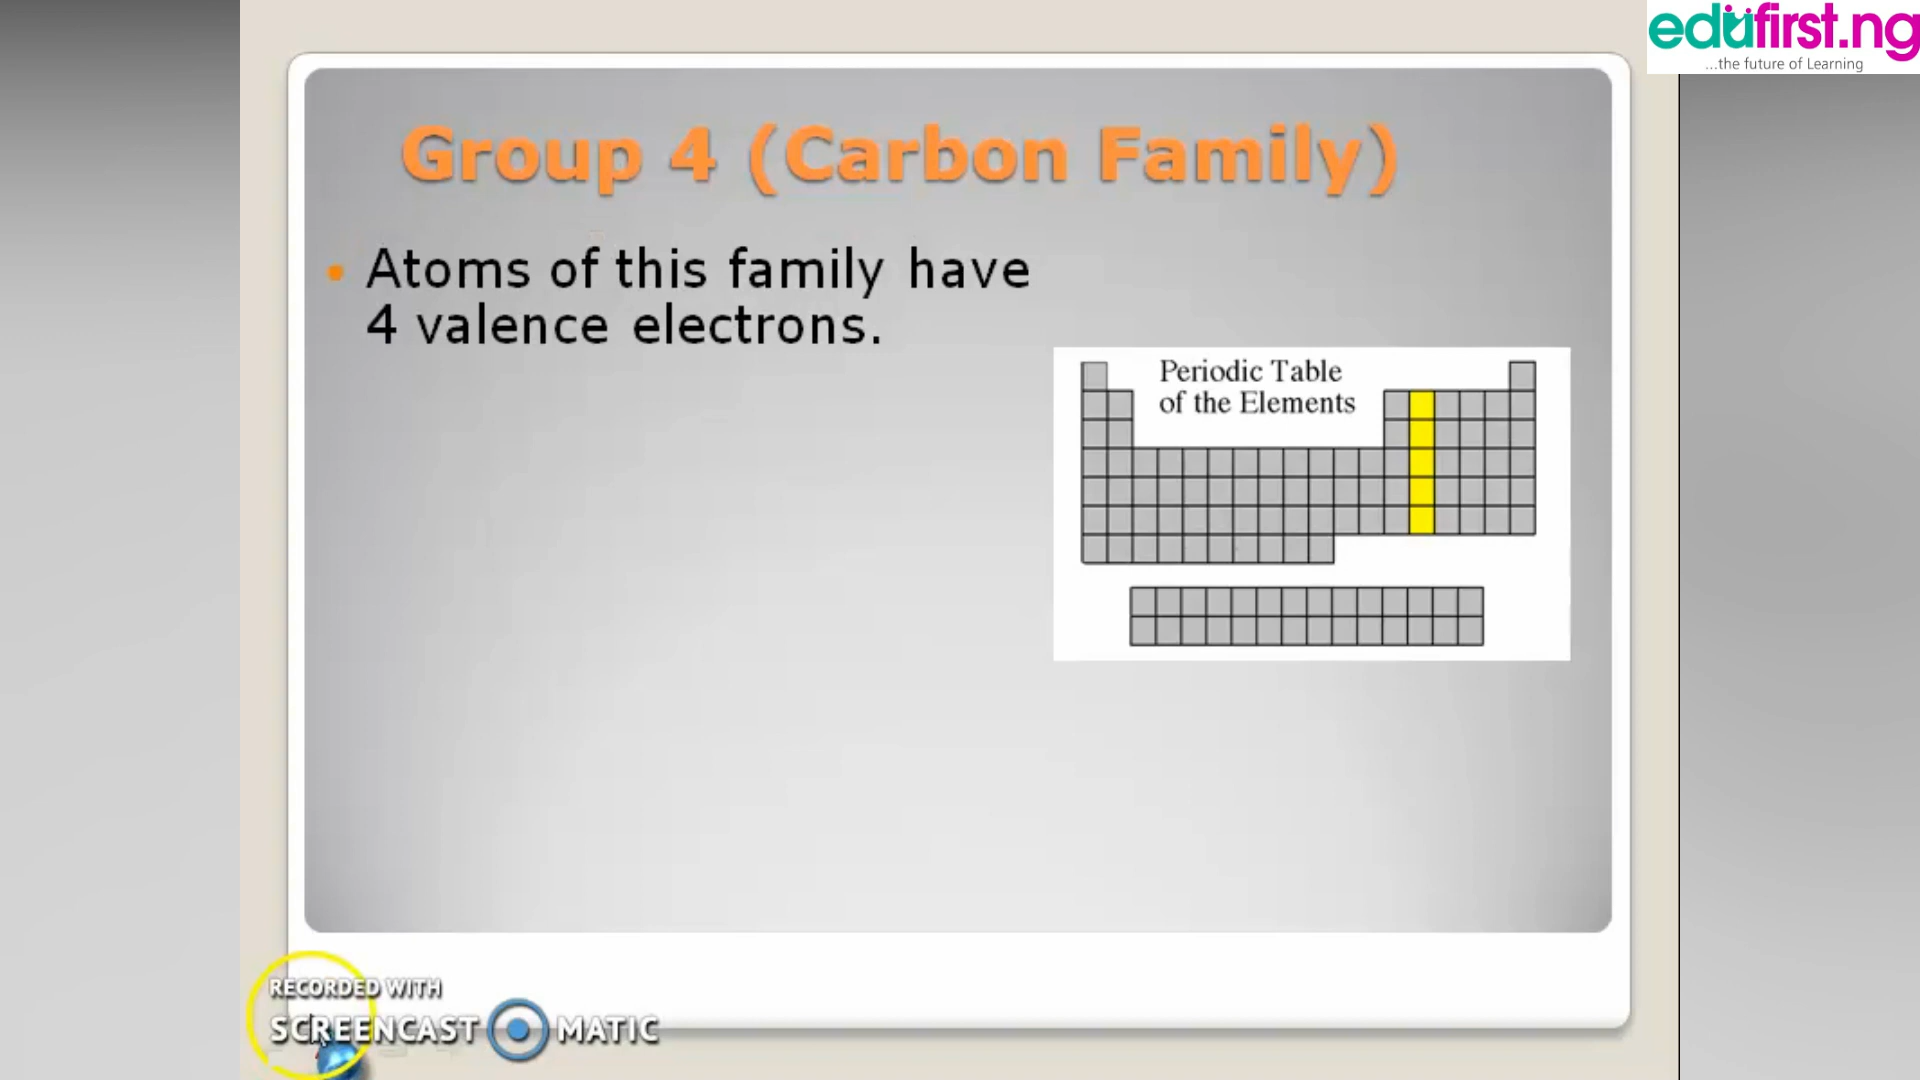 edufirst.ng
...the future of Learning
Group 4 (Carbon Family)
• Atoms of this family have
4 valence electrons.
Periodic Table
of the Elements
RECORDED WITH
SCREENCAST MATIC